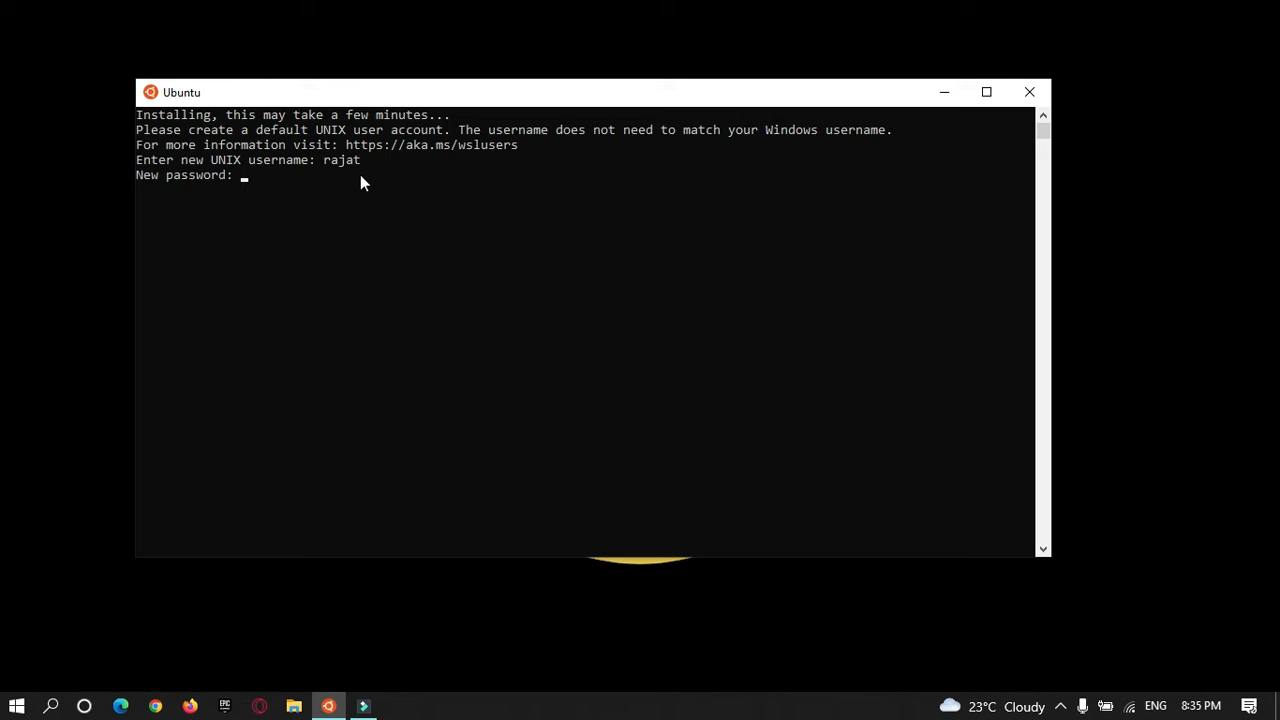 Ubuntu
Installing, this may take a few minutes...
Please create a default UNIX user account. The username does not need to match your Windows username.
For more information visit: https://aka.ms/wslusers
Enter new UNIX username: rajat
New password:
EPIC
23°C Cloudy
ENG
8:35 PM